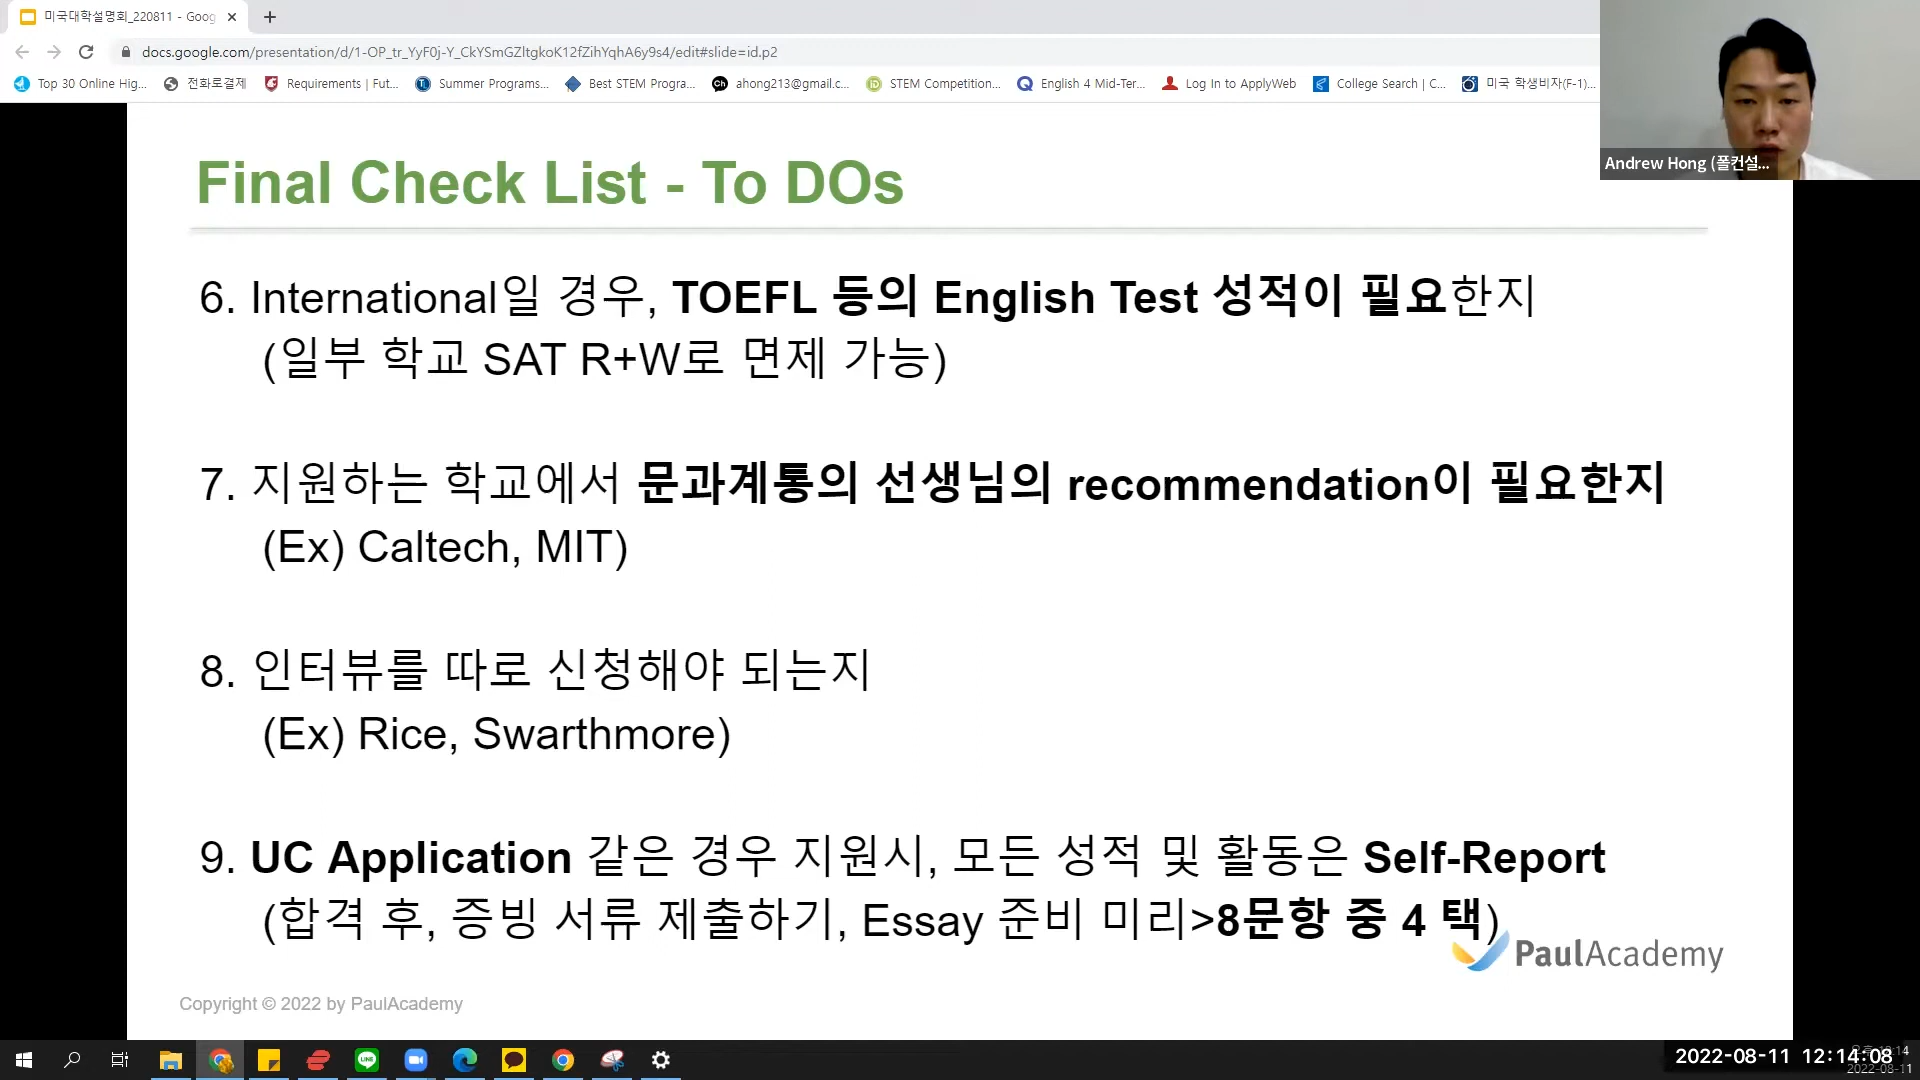 미국대학설명회_220811 - Goog
docs.google.com/presentation/d/1-OP_tr_YyF0j-Y_CkYSmGZltgkoK12fZihYqhA6y9s4/edit#slide=id.p2
Top 30 Online Hig... 전화로결제 Requirements | Fut... Summer Programs... Best STEM Progra... ahong213@gmail.c... STEM Competition... English 4 Mid-Ter... Log In to ApplyWeb College Search | C... 미국 학생비자(F-1)...
Andrew Hong (폴컨설...
Final Check List - To DOs
6. International일 경우, TOEFL 등의 English Test 성적이 필요한지
(일부 학교 SAT R+W로 면제 가능)
7. 지원하는 학교에서 문과계통의 선생님의 recommendation이 필요한지
(Ex) Caltech, MIT)
8. 인터뷰를 따로 신청해야 되는지
(Ex) Rice, Swarthmore)
9. UC Application 같은 경우 지원시, 모든 성적 및 활동은 Self-Report
(합격 후, 증빙 서류 제출하기, Essay 준비 미리>8문항 중 4 택)
PaulAcademy
Copyright © 2022 by PaulAcademy
2022-08-11 12:14:08
2022-08-11